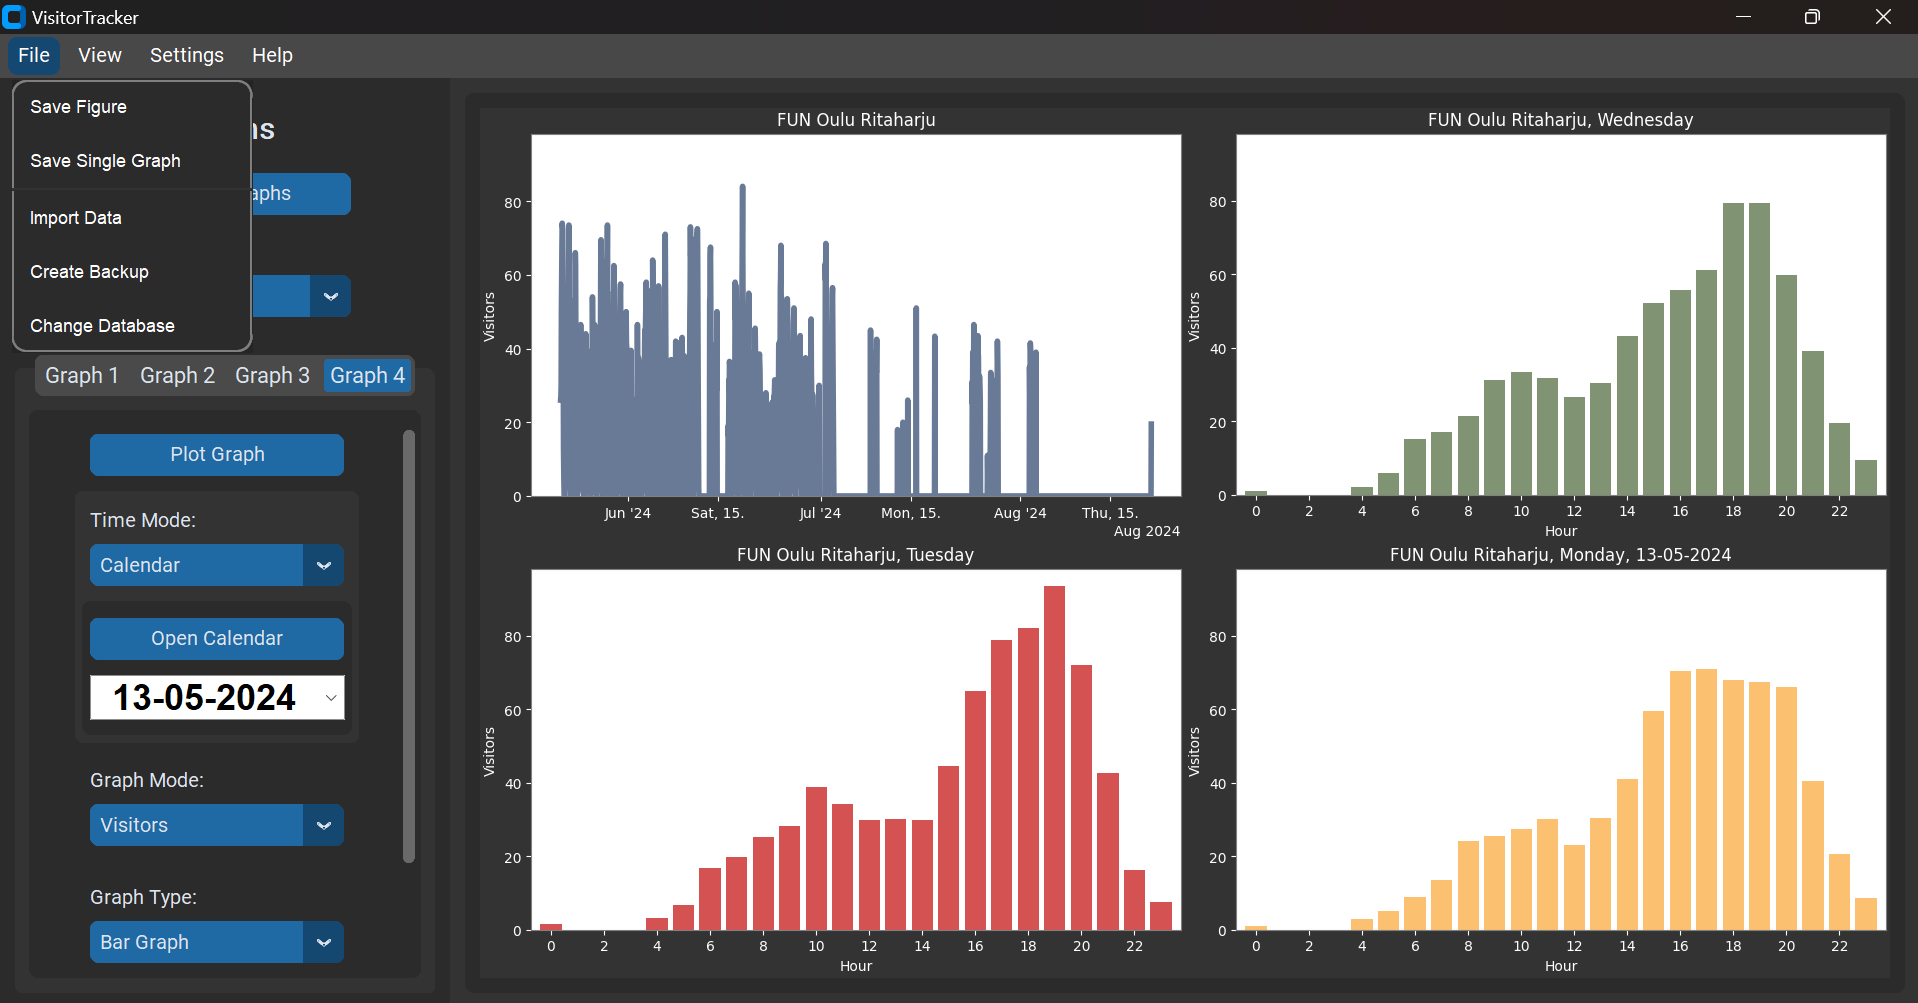 VisitorTracker
File View Settings Help
Save Figure
Save Single Graph
Import Data
Create Backup
Change Database
Graph 1 Graph 2 Graph 3 Graph 4
Plot Graph
Time Mode:
Calendar
Open Calendar
13-05-2024
Graph Mode:
Visitors
Graph Type:
Bar Graph
FUN Oulu Ritaharju
Visitors
80
60
40
20
0
Jun '24 Sat, 15. Jul '24 Mon, 15. Aug '24 Thu, 15.
Aug 2024
FUN Oulu Ritaharju, Wednesday
Visitors
80
60
40
20
0
0 2 4 6 8 10 12 14 16 18 20 22
Hour
FUN Oulu Ritaharju, Tuesday
Visitors
80
60
40
20
0
0 2 4 6 8 10 12 14 16 18 20 22
Hour
FUN Oulu Ritaharju, Monday, 13-05-2024
Visitors
80
60
40
20
0
0 2 4 6 8 10 12 14 16 18 20 22
Hour